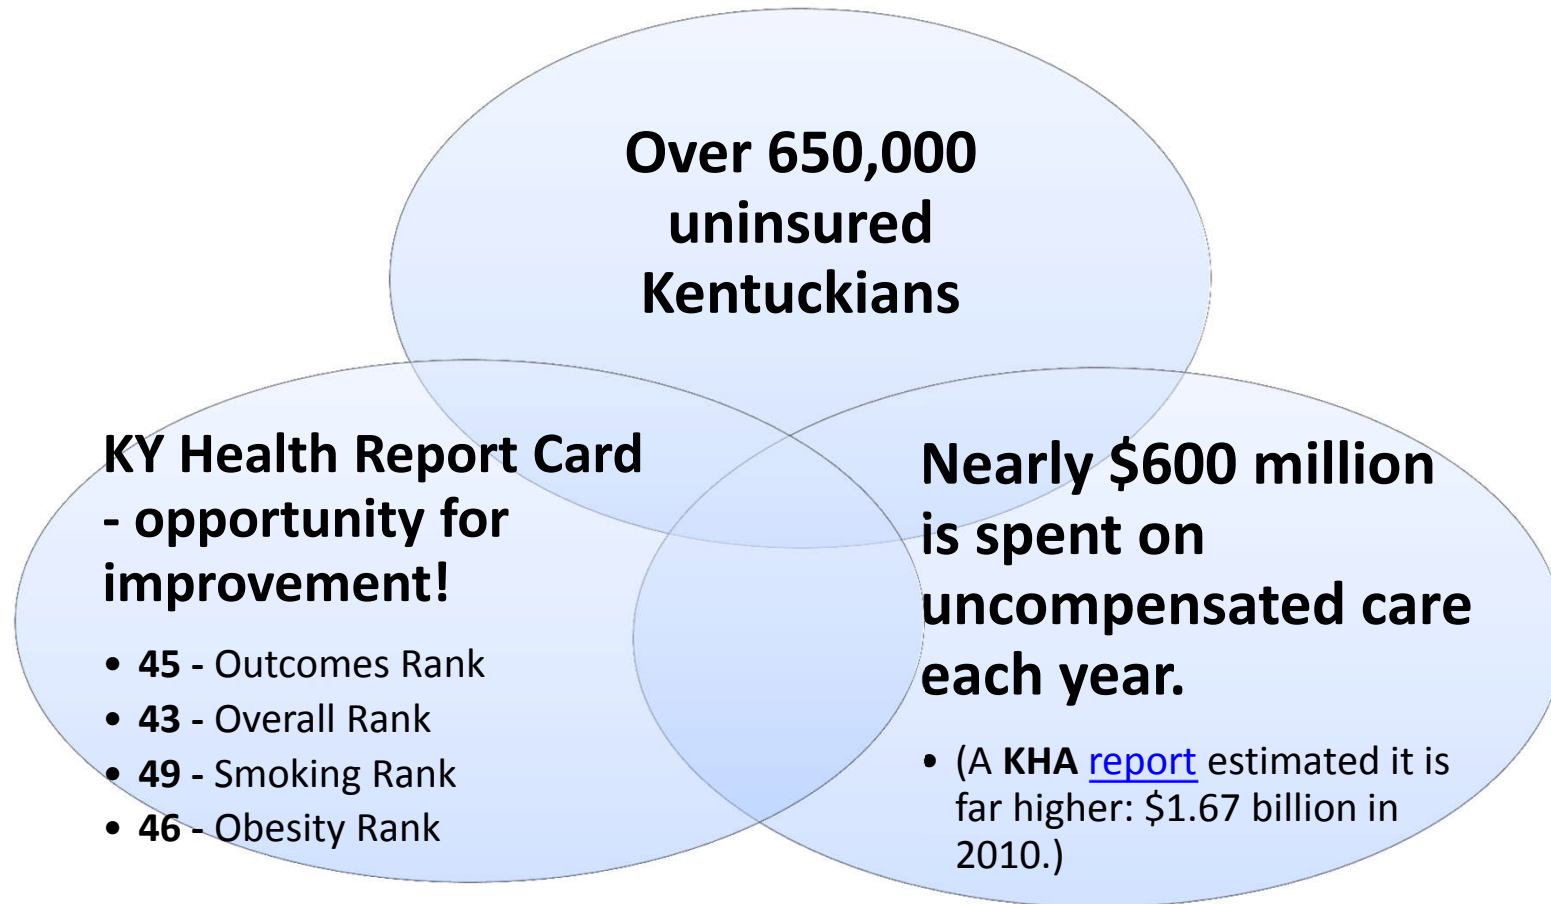 Over 650,000
uninsured
Kentuckians
KY Health Report Card
- opportunity for
improvement!
• 45 - Outcomes Rank
• 43 - Overall Rank
• 49 - Smoking Rank
• 46 - Obesity Rank
Nearly $600 million
is spent on
uncompensated care
each year.
• (A KHA report estimated it is
far higher: $1.67 billion in
2010.)